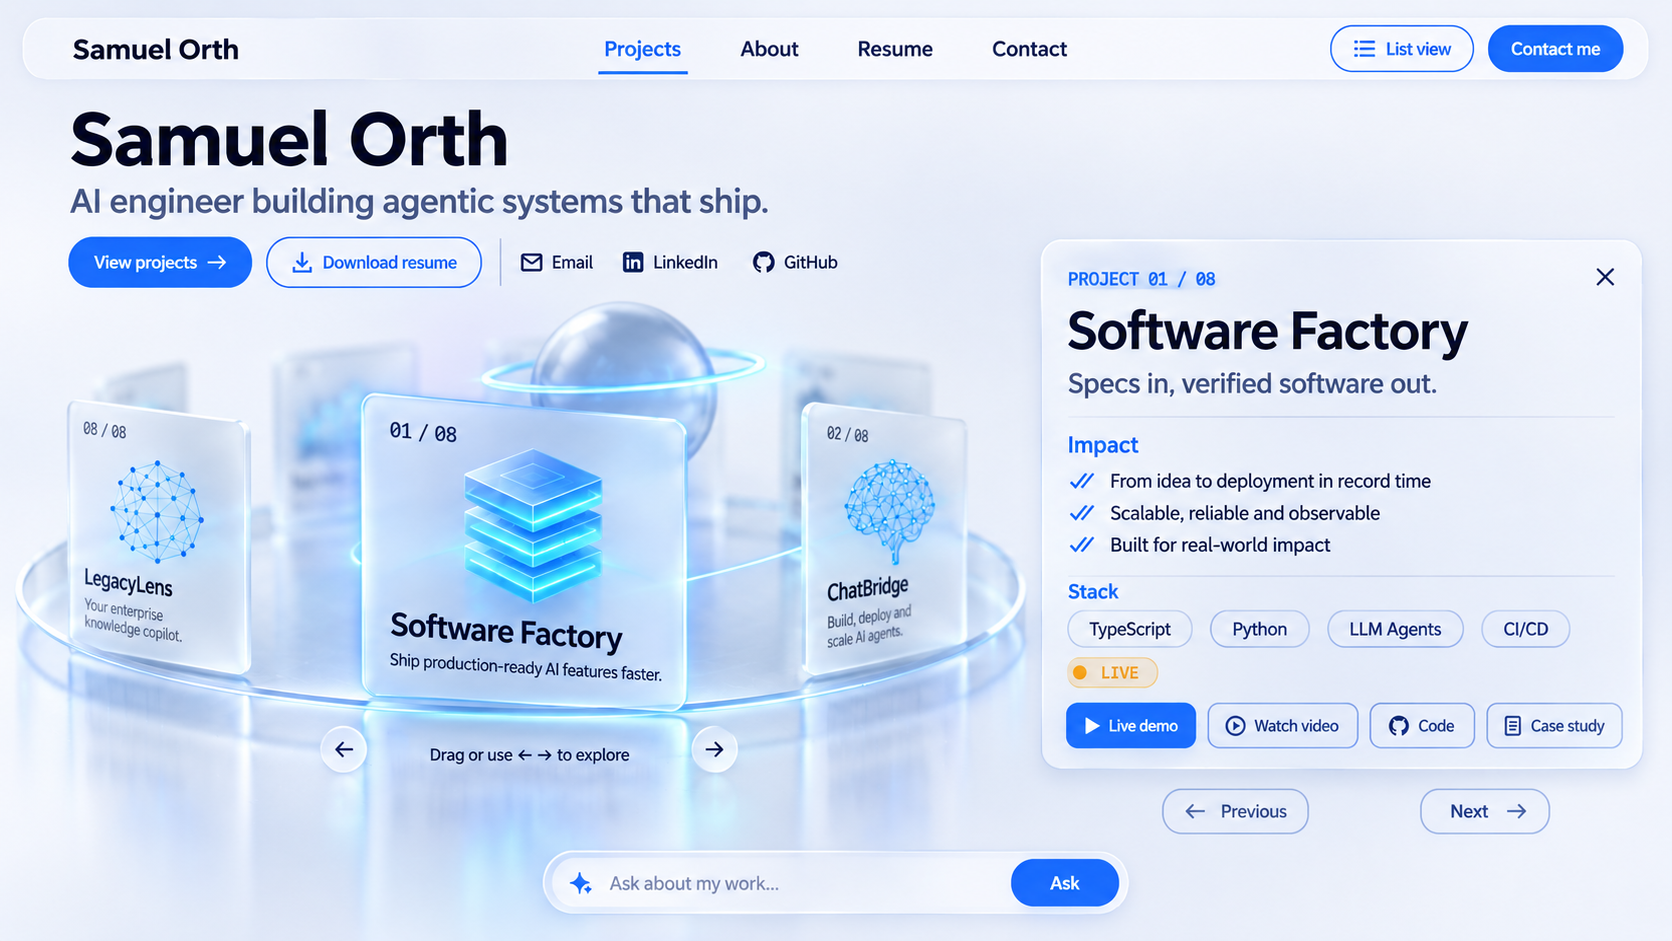 Samuel Orth
Projects
About
Resume
Contact
List view
Contact me
Samuel Orth
AI engineer building agentic systems that ship.
View projects →
Download resume
Email
LinkedIn
GitHub
08 / 08
LegacyLens
Your enterprise
knowledge copilot.
01 / 08
Software Factory
Ship production-ready AI features faster.
02 / 08
ChatBridge
Build, deploy and
scale AI agents.
← Drag or use ← → to explore →
PROJECT 01 / 08
Software Factory
Specs in, verified software out.
Impact
From idea to deployment in record time
Scalable, reliable and observable
Built for real-world impact
Stack
TypeScript
Python
LLM Agents
CI/CD
LIVE
Live demo
Watch video
Code
Case study
← Previous
Next →
Ask about my work...
Ask